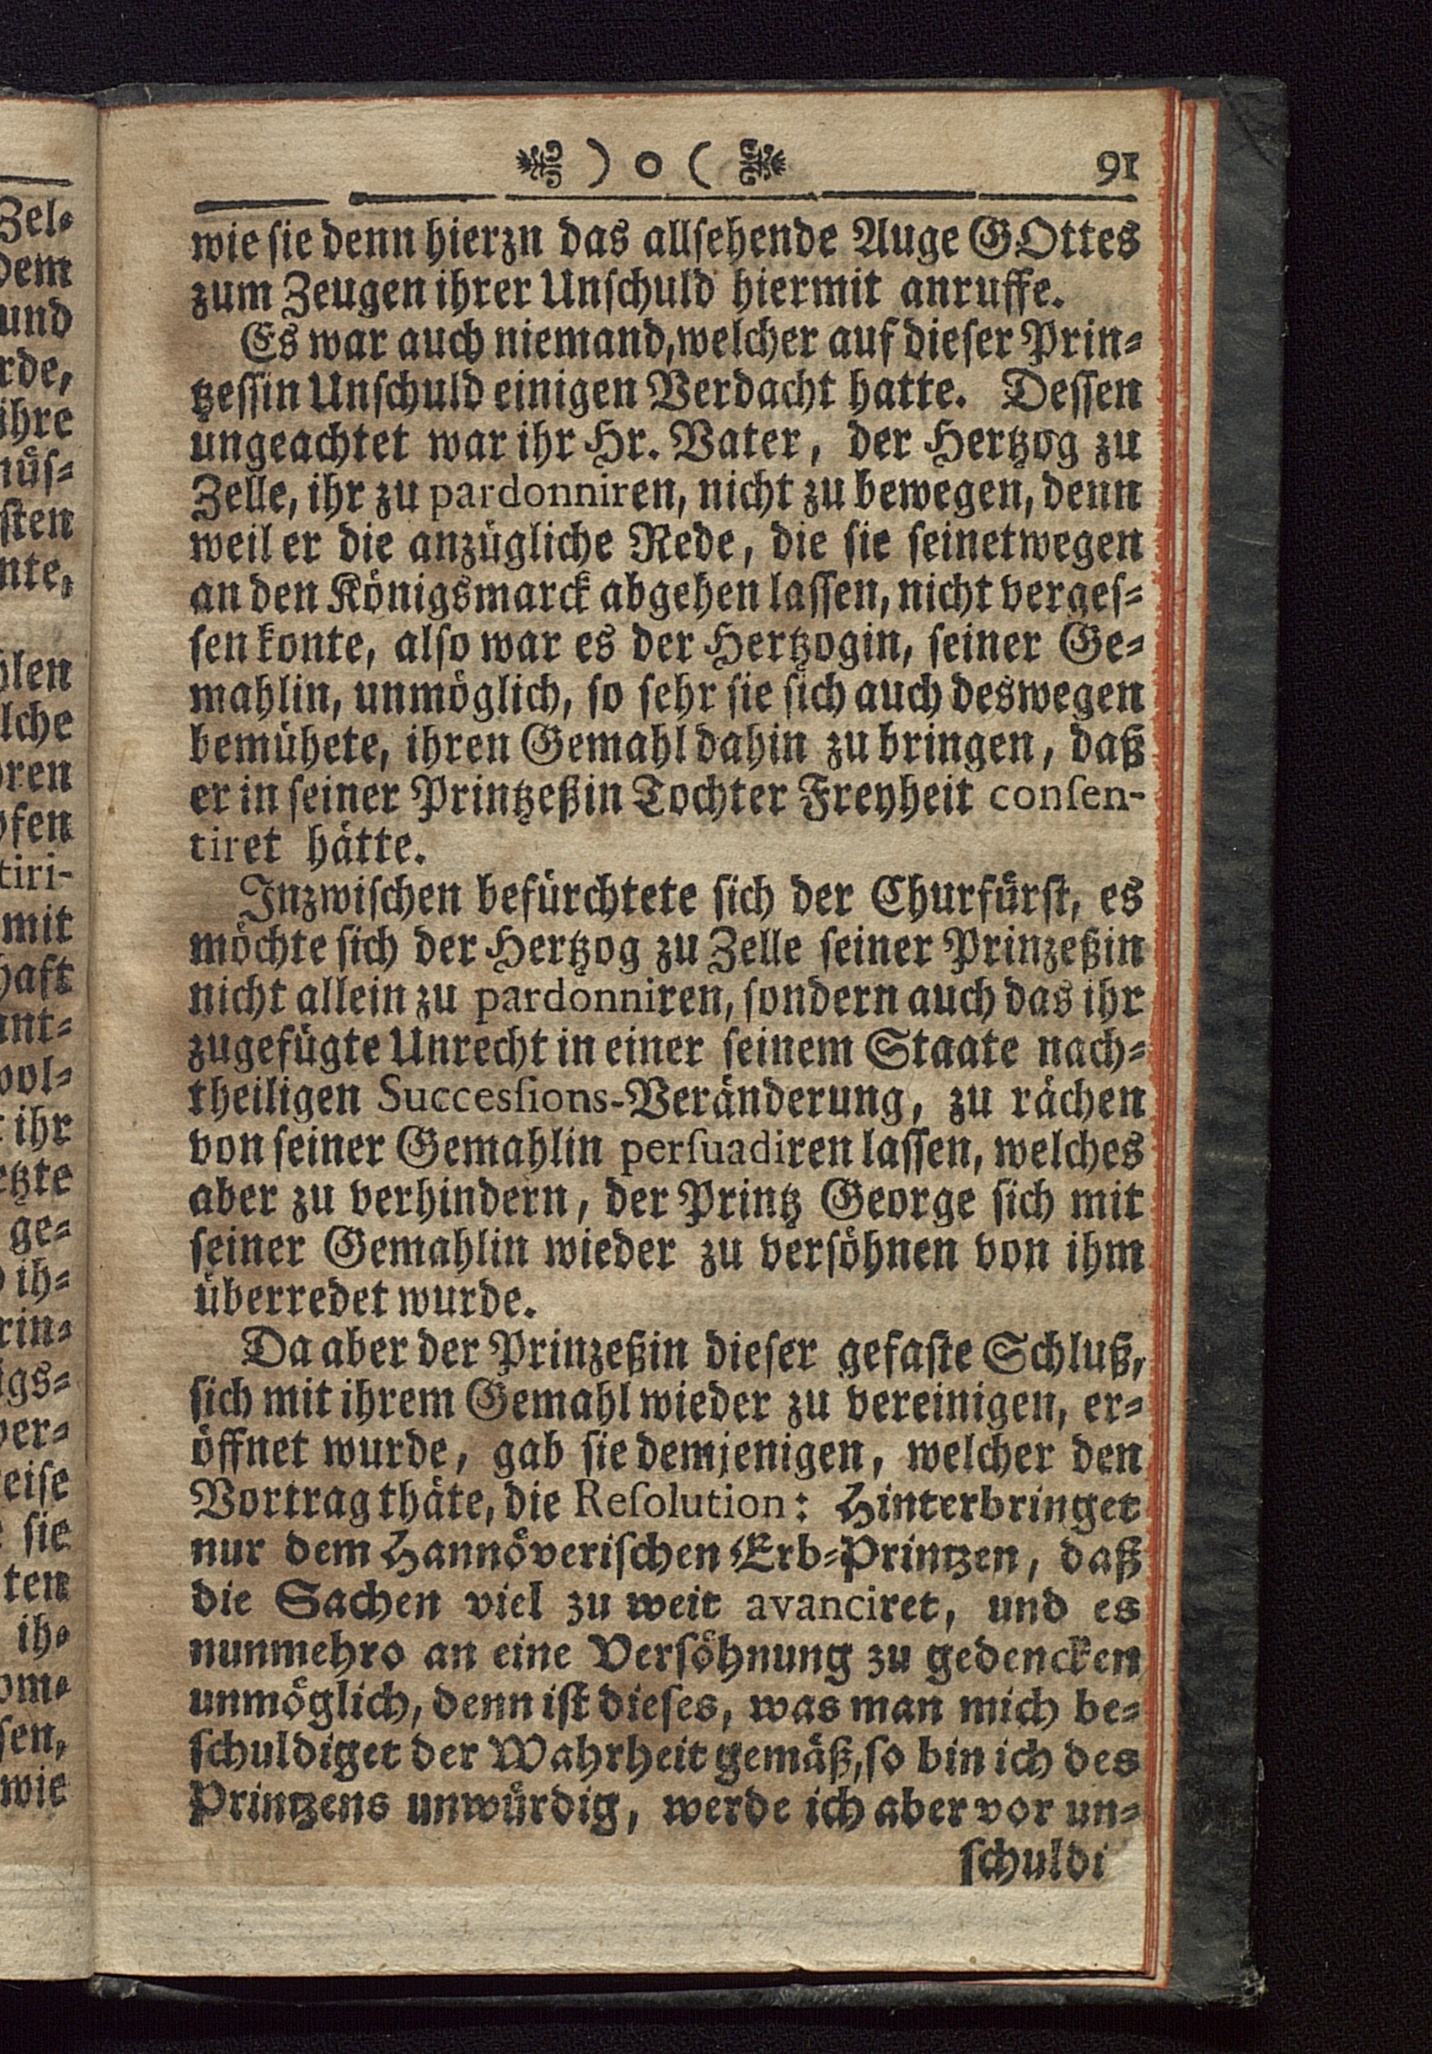 ) o ( 91
wie sie denn hierzn das allsehende Auge GOttes
zum Zeugen ihrer Unschuld hiermit anruffe.
Es war auch niemand, welcher auf dieser Prin-
tzessin Unschuld einigen Verdacht hatte. Dessen
ungeachtet war ihr Hr. Vater, der Hertzog zu
Zelle, ihr zu pardonniren, nicht zu bewegen, denn
weil er die anzügliche Rede, die sie seinetwegen
an den Königsmarck abgehen lassen, nicht verges-
sen konte, also war es der Hertzogin, seiner Ge-
mahlin, unmöglich, so sehr sie sich auch deswegen
bemühete, ihren Gemahl dahin zu bringen, daß
er in seiner Printzeßin Tochter Freyheit consen-
tiret hätte.
Inzwischen befürchtete sich der Churfürst, es
möchte sich der Hertzog zu Zelle seiner Prinzeßin
nicht allein zu pardonniren, sondern auch das ihr
zugefügte Unrecht in einer seinem Staate nach-
theiligen Successions-Veränderung, zu rächen
von seiner Gemahlin persuadiren lassen, welches
aber zu verhindern, der Printz George sich mit
seiner Gemahlin wieder zu versöhnen von ihm
überredet wurde.
Da aber der Prinzeßin dieser gefaste Schluß,
sich mit ihrem Gemahl wieder zu vereinigen, er-
öffnet wurde, gab sie demjenigen, welcher den
Vortrag thäte, die Resolution: Hinterbringet
nur dem Hannöverischen Erb-Printzen, daß
die Sachen viel zu weit avanciret, und es
nunmehro an eine Versöhnung zu gedencken
unmöglich, denn ist dieses, was man mich be-
schuldiget der Wahrheit gemäß, so bin ich des
Printzens unwürdig, werde ich aber vor un-
schuldi